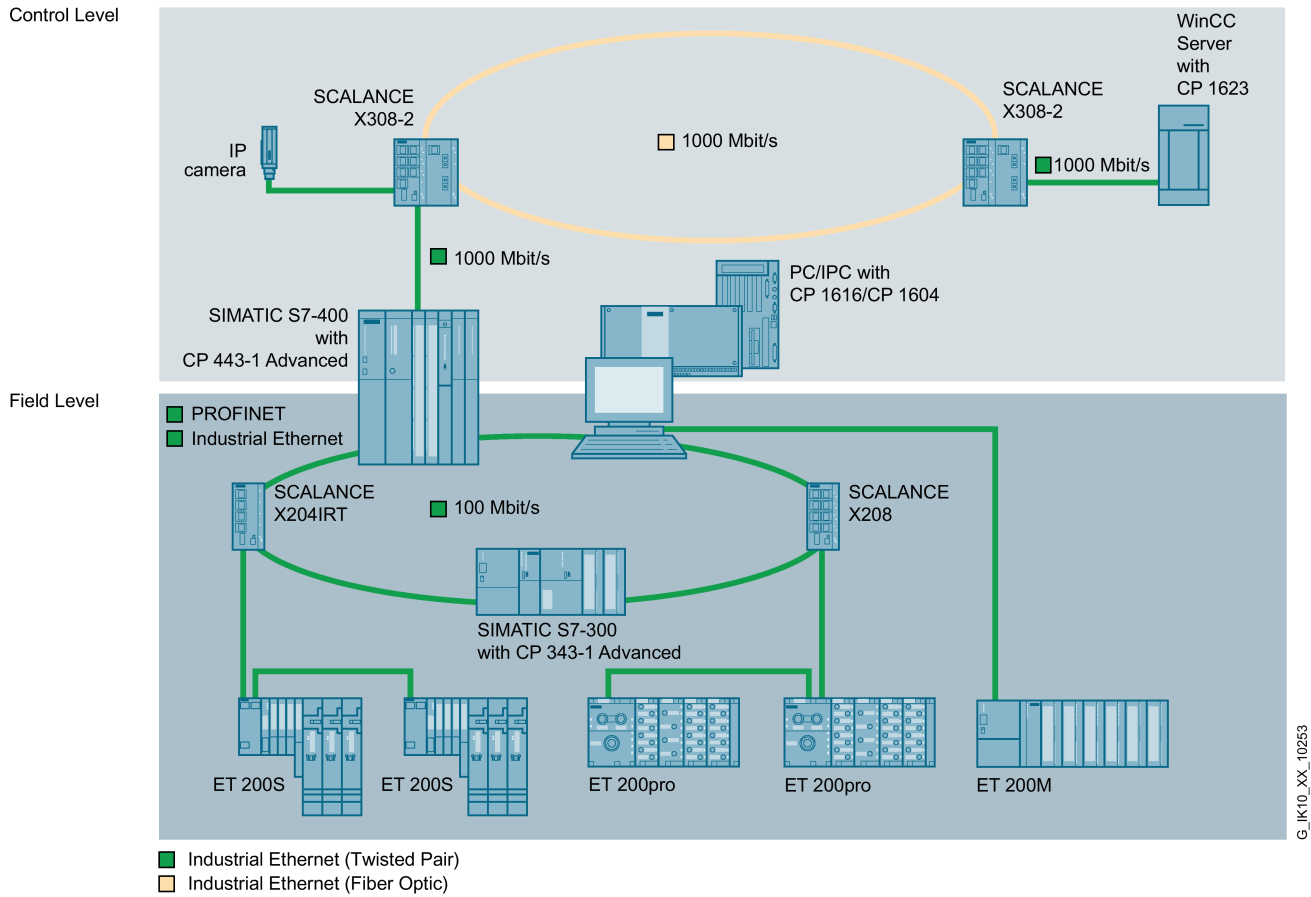 Control Level
WinCC
Server
with
CP 1623
SCALANCE
X308-2
SCALANCE
X308-2
IP
camera
1000 Mbit/s
1000 Mbit/s
1000 Mbit/s
PC/IPC with
CP 1616/CP 1604
SIMATIC S7-400
with
CP 443-1 Advanced
Field Level
PROFINET
Industrial Ethernet
SCALANCE
X204IRT
100 Mbit/s
SCALANCE
X208
SIMATIC S7-300
with CP 343-1 Advanced
ET 200S
ET 200S
ET 200pro
ET 200pro
ET 200M
G_IK10_XX_10253
Industrial Ethernet (Twisted Pair)
Industrial Ethernet (Fiber Optic)